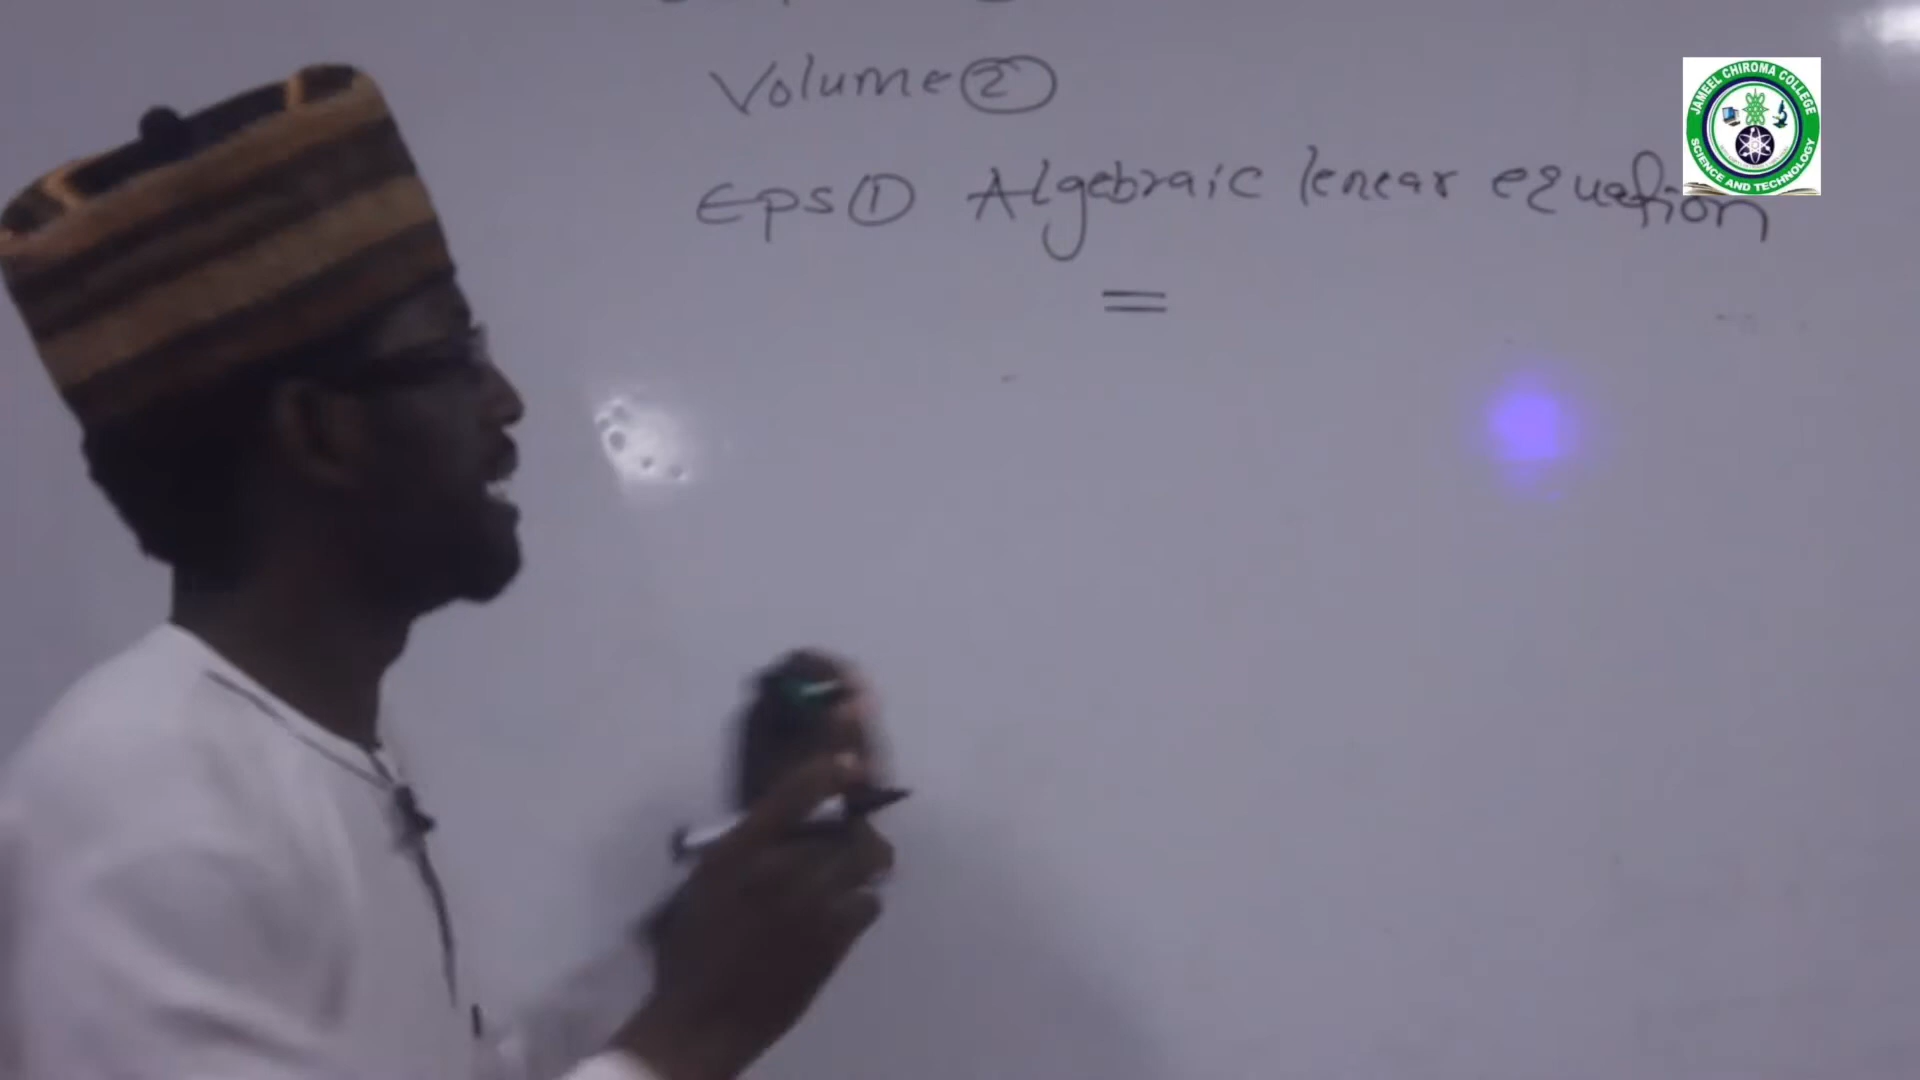 Volume ②
Eps ① Algebraic lenear equation
=
JAMEEL CHIROMA COLLEGE
SCIENCE AND TECHNOLOGY